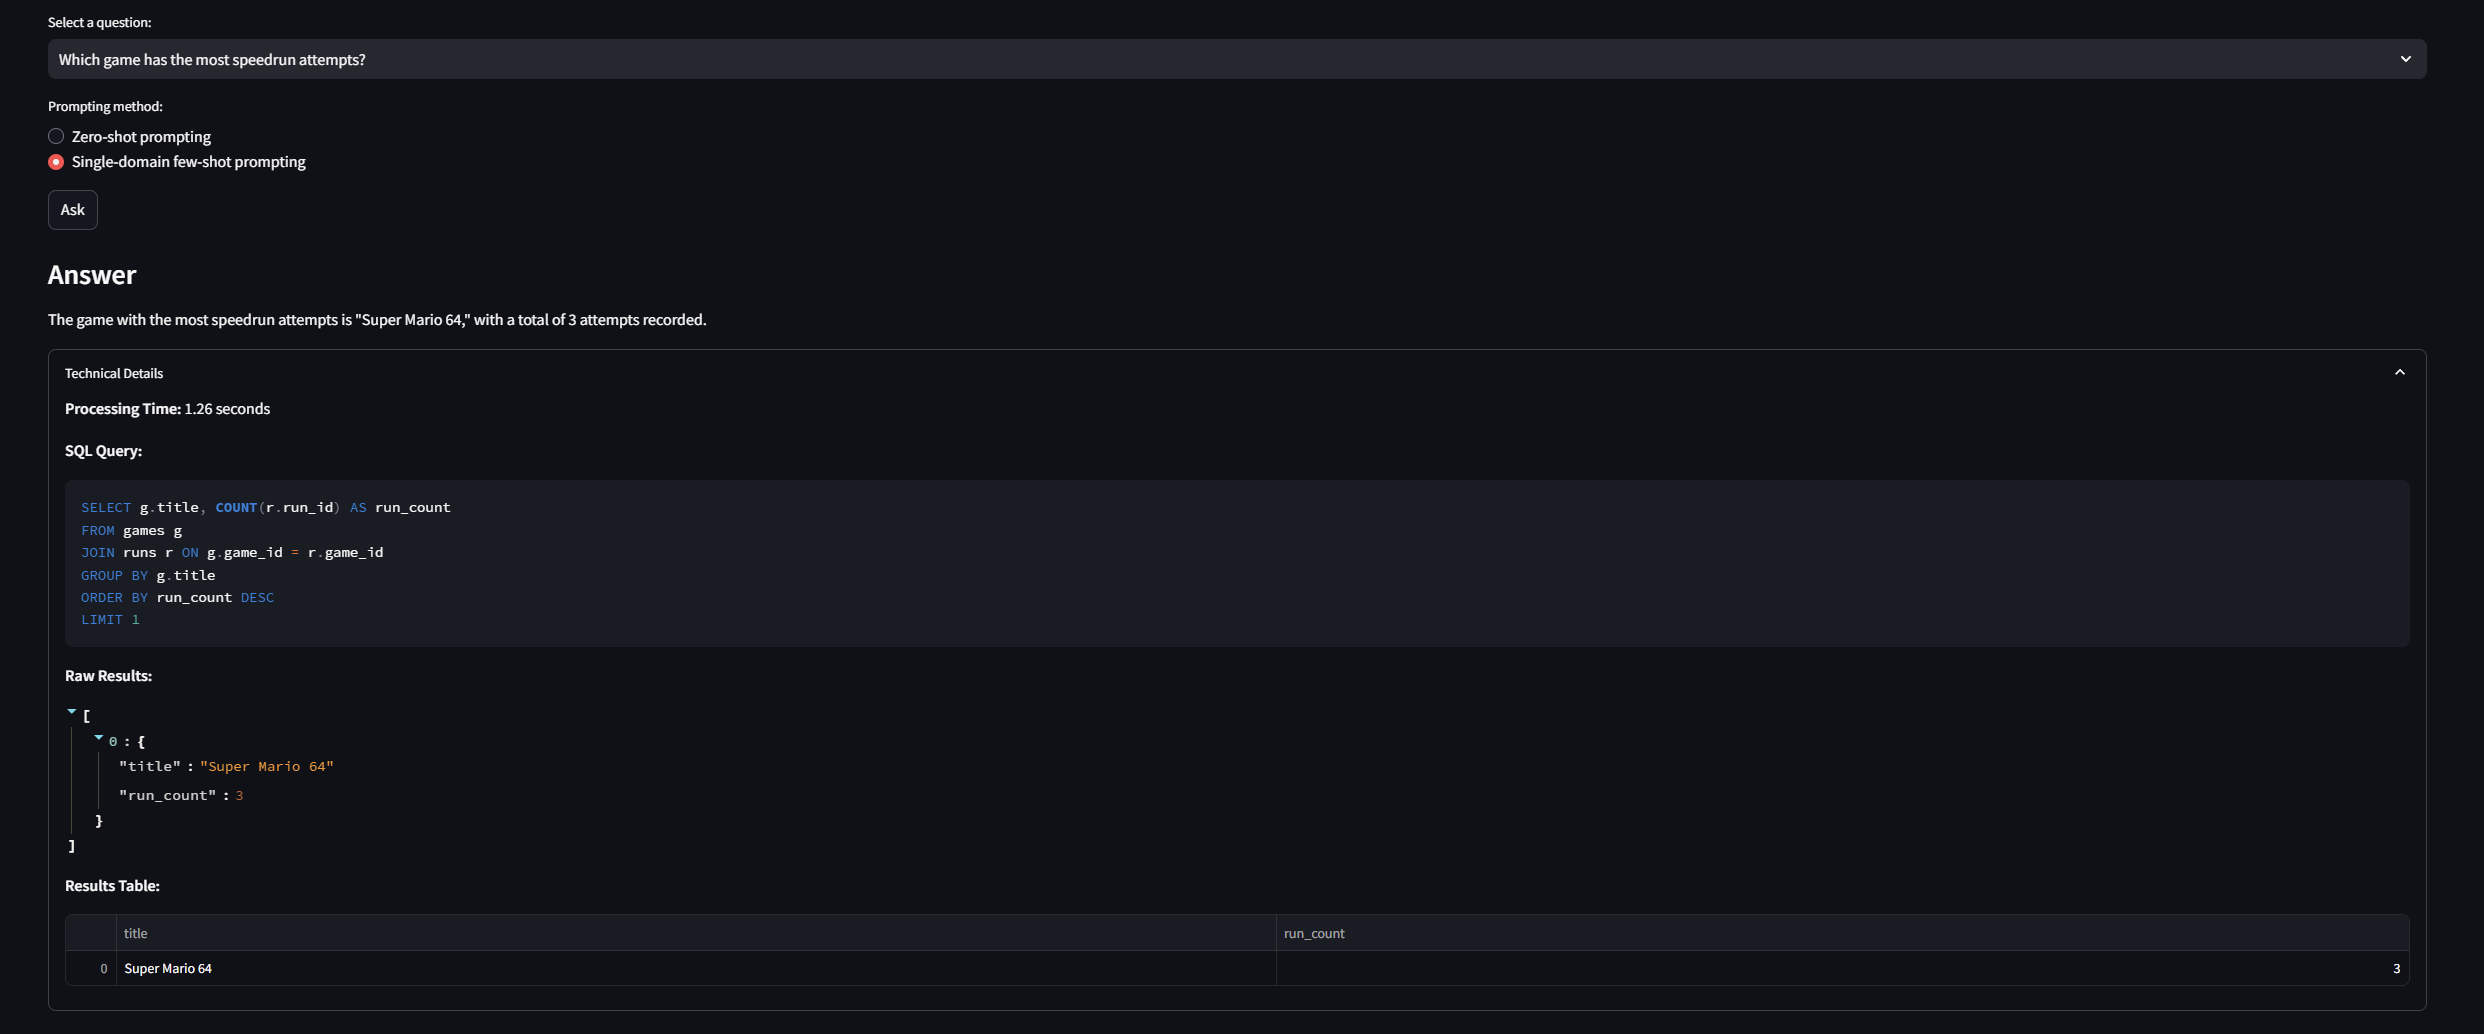 Select a question:
Which game has the most speedrun attempts?
Prompting method:
Zero-shot prompting
Single-domain few-shot prompting
Ask
Answer
The game with the most speedrun attempts is "Super Mario 64," with a total of 3 attempts recorded.
Technical Details
Processing Time: 1.26 seconds
SQL Query:
SELECT g.title, COUNT(r.run_id) AS run_count
FROM games g
JOIN runs r ON g.game_id = r.game_id
GROUP BY g.title
ORDER BY run_count DESC
LIMIT 1
Raw Results:
[
0 : {
"title" : "Super Mario 64"
"run_count" : 3
}
]
Results Table:
title run_count
0 Super Mario 64 3